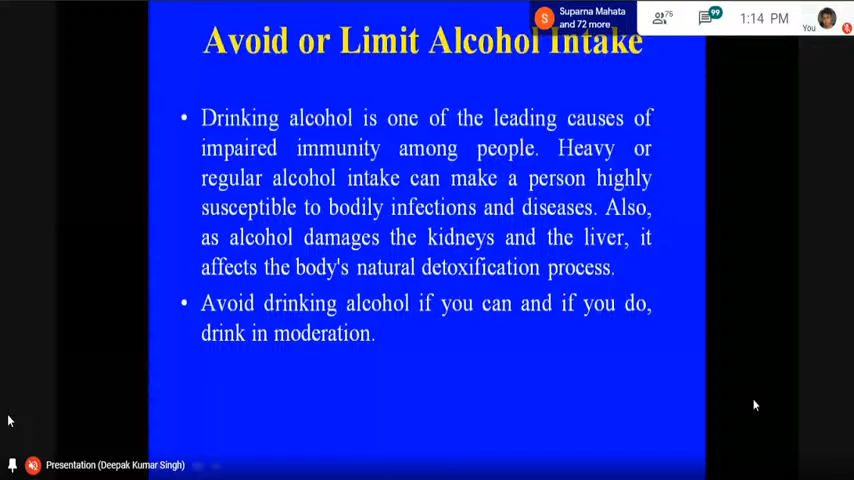 Suparna Mahata
and 72 more
75
99
1:14 PM
S
You
Avoid or Limit Alcohol Intake
• Drinking alcohol is one of the leading causes of
impaired immunity among people. Heavy or
regular alcohol intake can make a person highly
susceptible to bodily infections and diseases. Also,
as alcohol damages the kidneys and the liver, it
affects the body's natural detoxification process.
• Avoid drinking alcohol if you can and if you do,
drink in moderation.
Presentation (Deepak Kumar Singh)